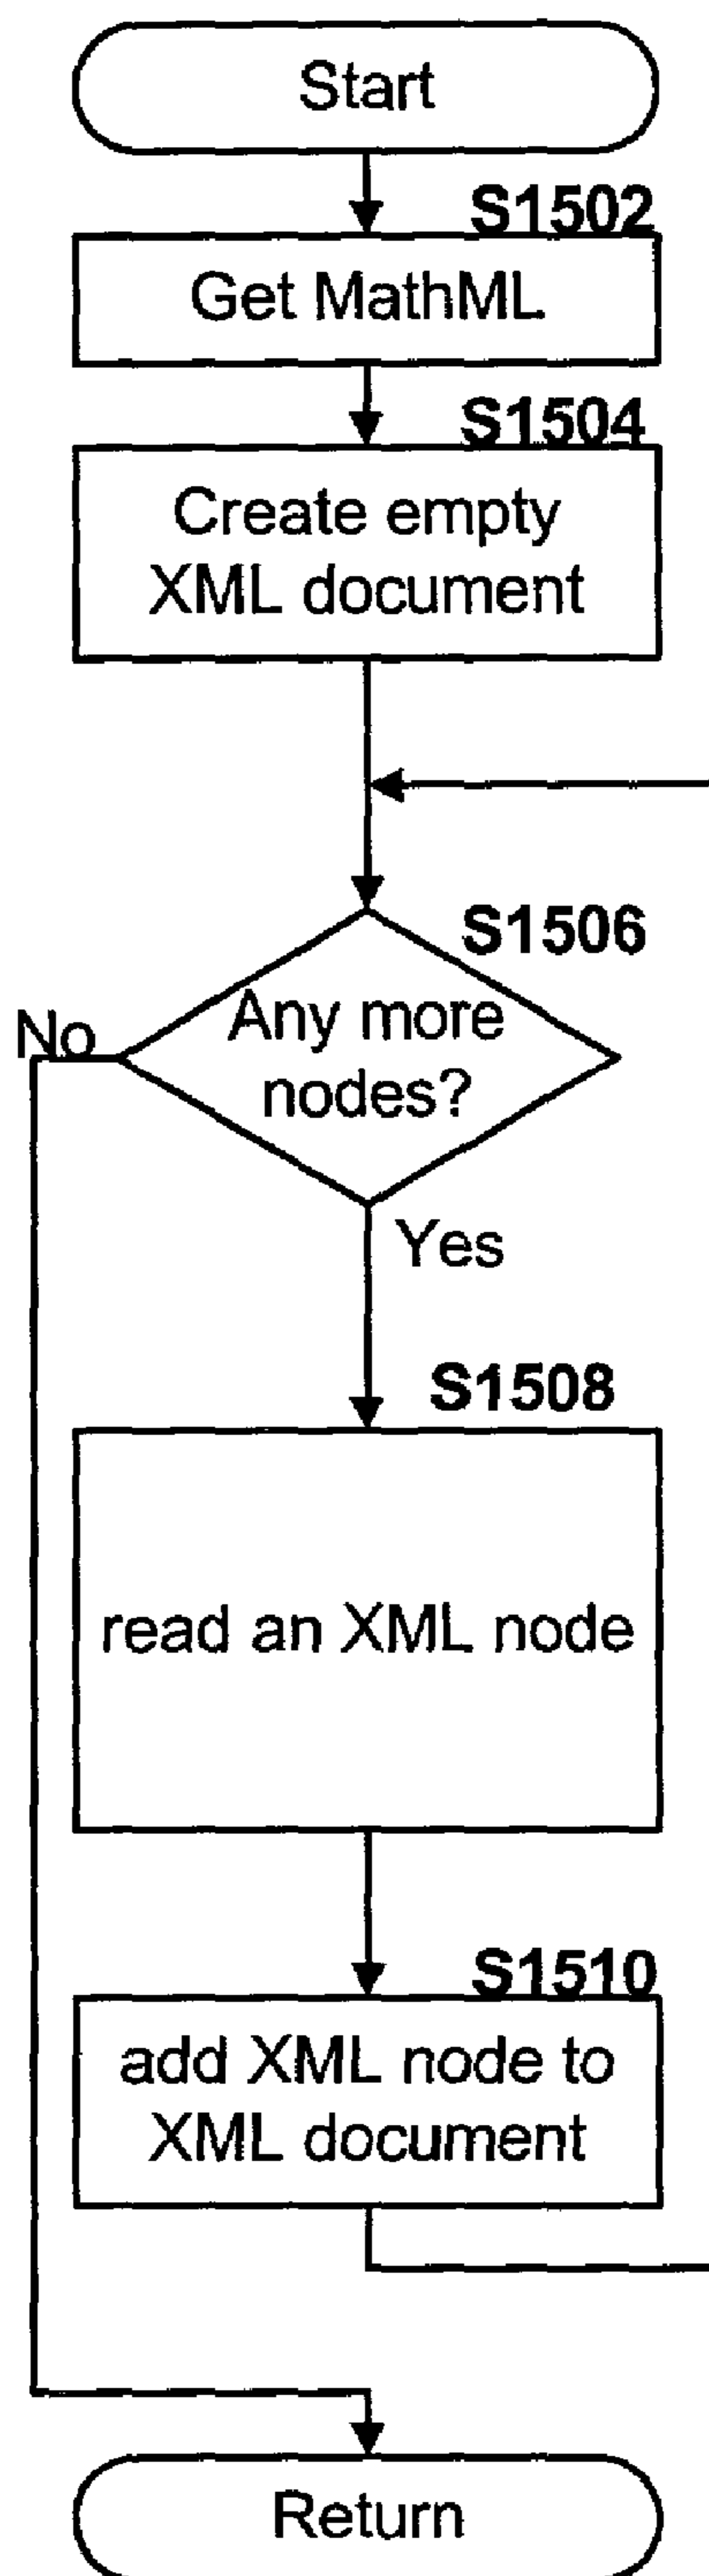 Start
S1502
Get MathML
S1504
Create empty
XML document
S1506
Any more
nodes?
No
Yes
S1508
read an XML node
S1510
add XML node to
XML document
Return